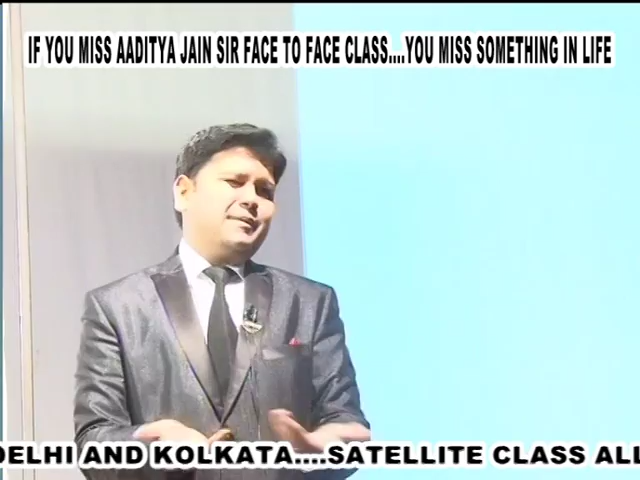 IF YOU MISS AADITYA JAIN SIR FACE TO FACE CLASS....YOU MISS SOMETHING IN LIFE
DELHI AND KOLKATA....SATELLITE CLASS ALL